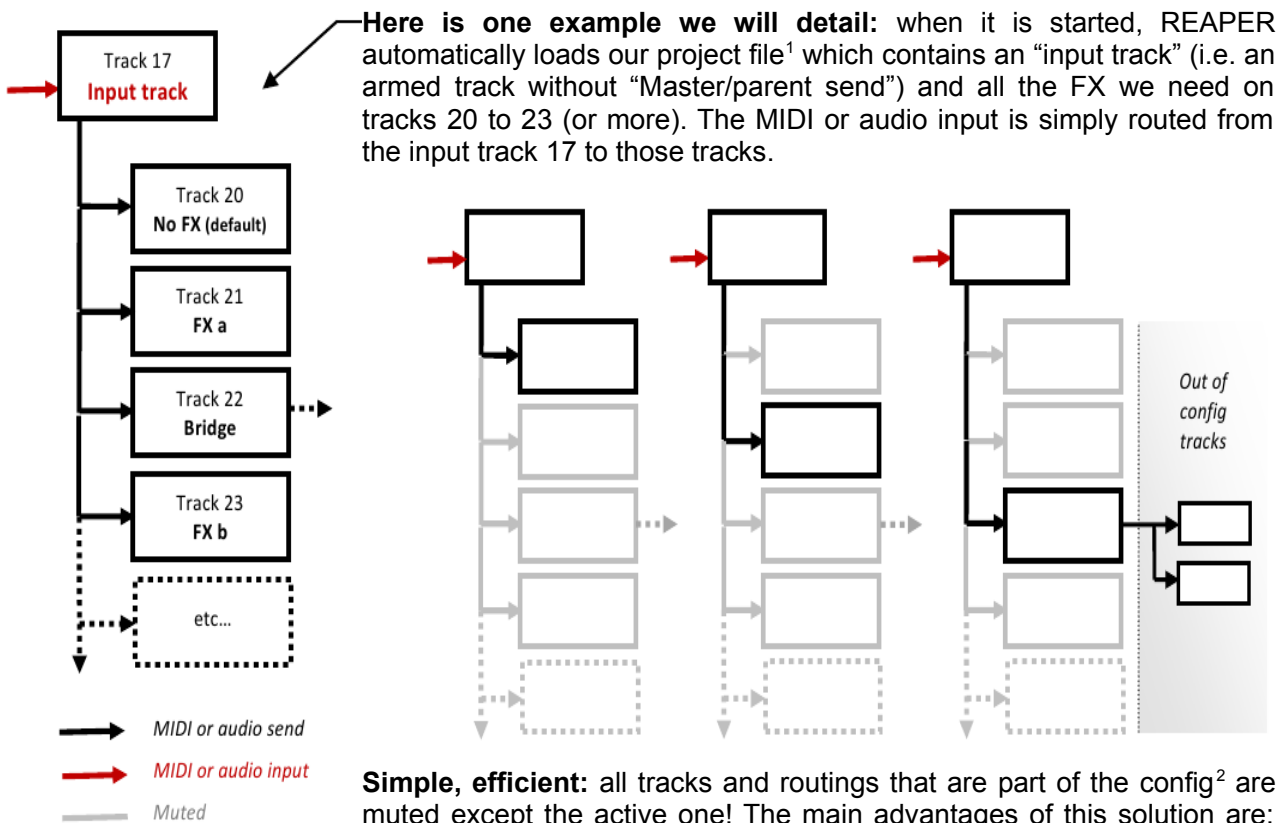 Here is one example we will detail: when it is started, REAPER
automatically loads our project file1 which contains an “input track” (i.e. an
armed track without “Master/parent send”) and all the FX we need on
tracks 20 to 23 (or more). The MIDI or audio input is simply routed from
the input track 17 to those tracks.
Track 17
Input track
Track 20
No FX (default)
Track 21
FX a
Track 22
Bridge
Track 23
FX b
etc...
Out of
config
tracks
MIDI or audio send
MIDI or audio input
Muted
Simple, efficient: all tracks and routings that are part of the config2 are
muted except the active one! The main advantages of this solution are: